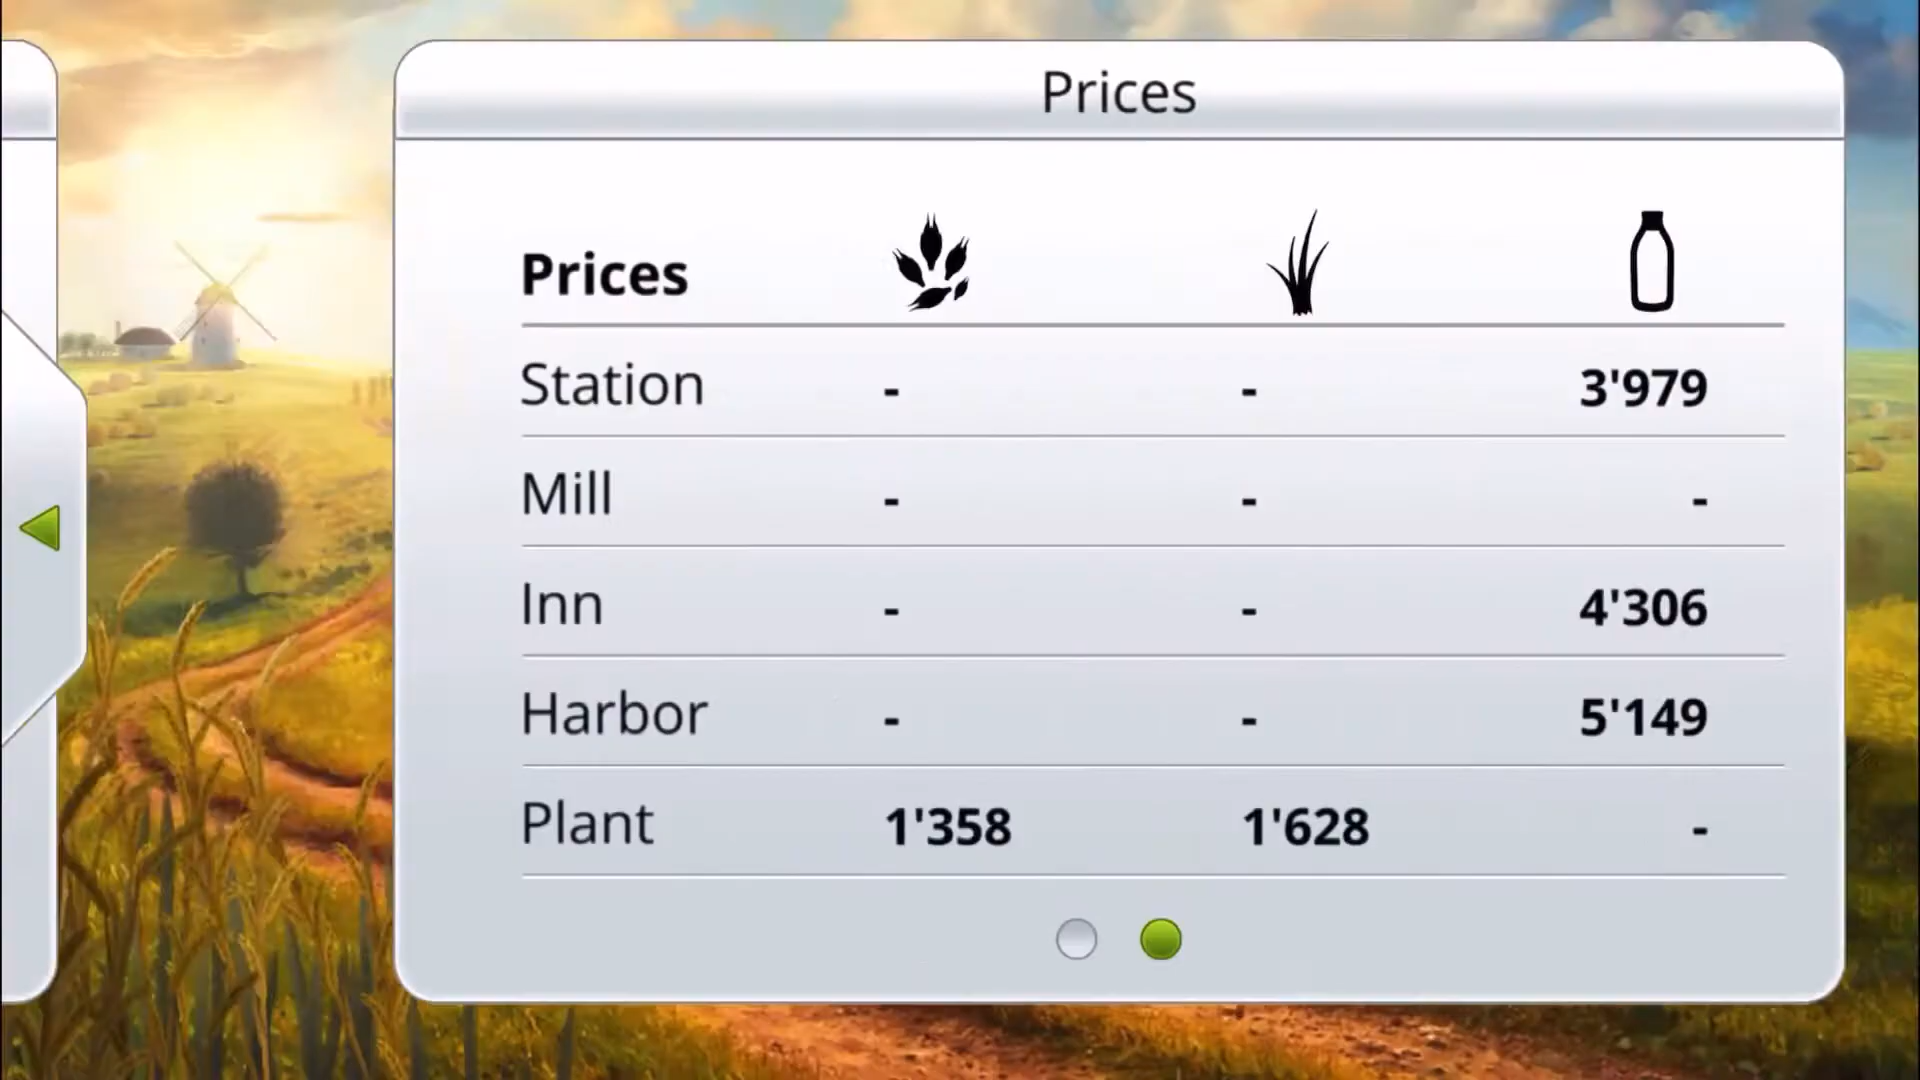 Prices
Prices
Station - - 3'979
Mill - - -
Inn - - 4'306
Harbor - - 5'149
Plant 1'358 1'628 -